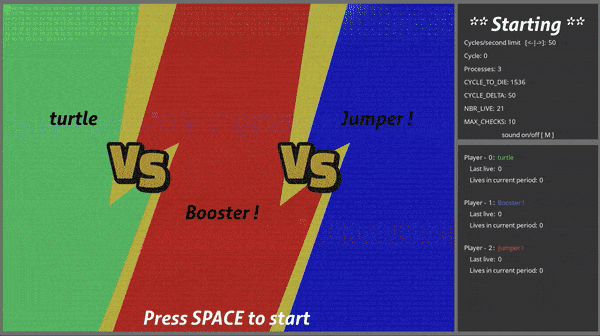 turtle
VS
Booster !
VS
Jumper !
Press SPACE to start
** Starting **
Cycles/second limit [<-|->]: 50
Cycle: 0
Processes: 3
CYCLE_TO_DIE: 1536
CYCLE_DELTA: 50
NBR_LIVE: 21
MAX_CHECKS: 10
sound on/off [ M ]
Player - 0: turtle
Last live: 0
Lives in current period: 0
Player - 1: Booster !
Last live: 0
Lives in current period: 0
Player - 2: Jumper !
Last live: 0
Lives in current period: 0